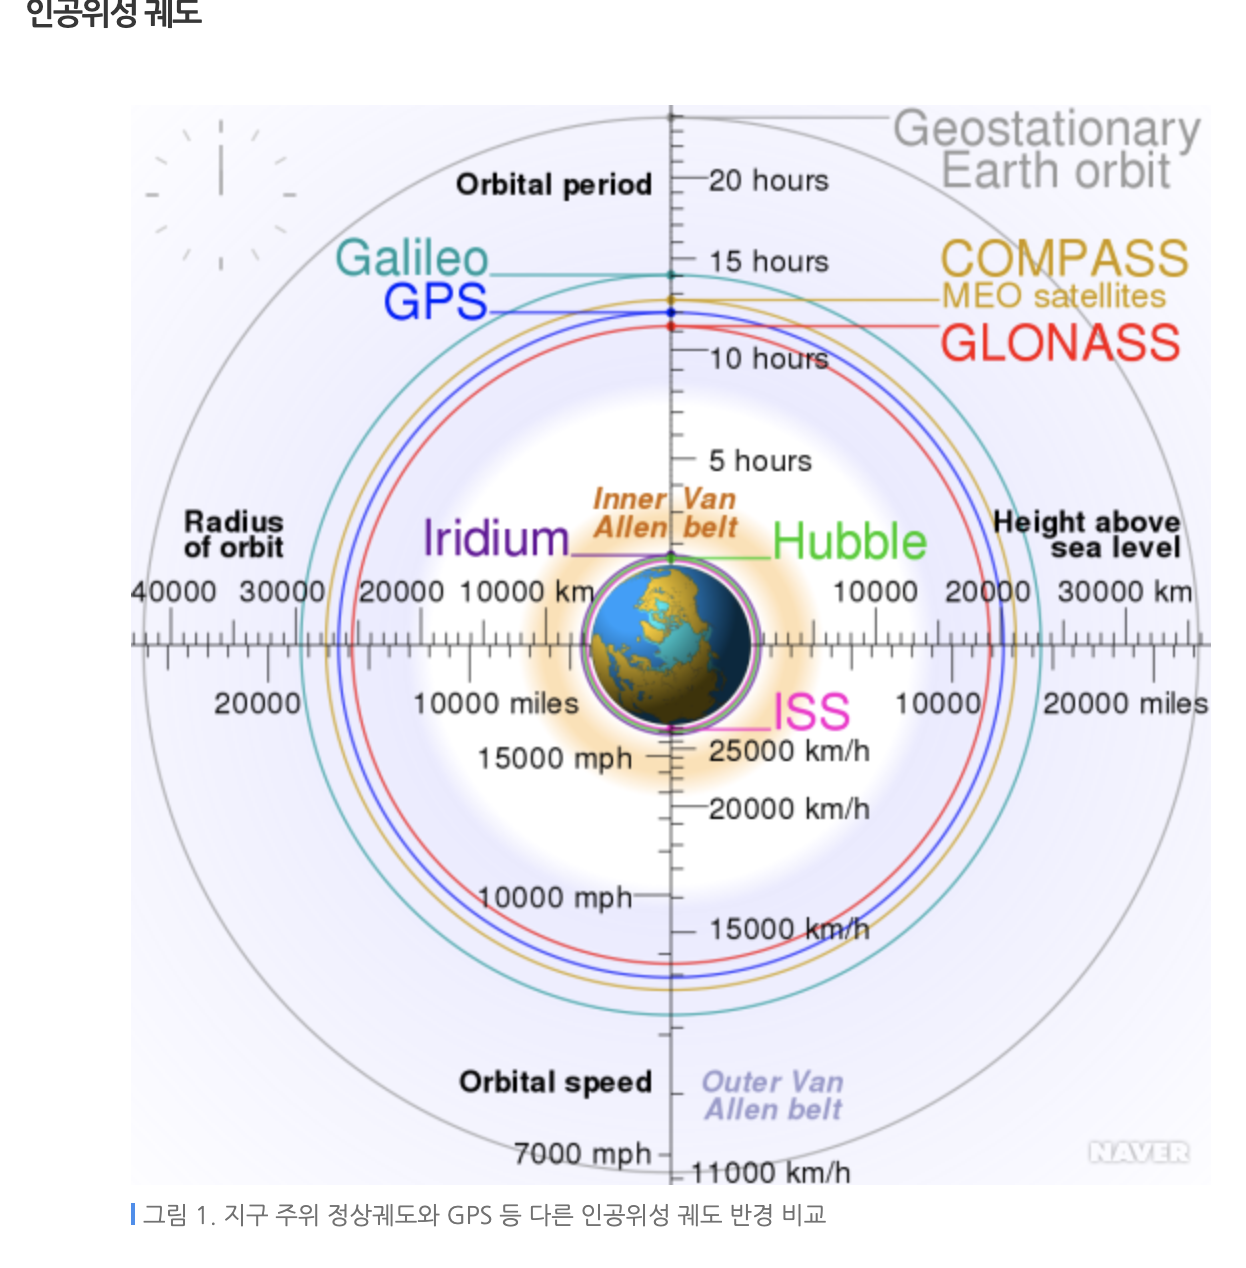 인공위성 궤도
Geostationary
Earth orbit
Orbital period
20 hours
Galileo
15 hours
COMPASS
GPS
MEO satellites
GLONASS
10 hours
5 hours
Inner Van
Allen belt
Iridium
Hubble
Radius
of orbit
Height above
sea level
40000 30000 20000 10000 km
10000 20000 30000 km
20000 10000 miles
10000 20000 miles
ISS
15000 mph
25000 km/h
20000 km/h
10000 mph
15000 km/h
Orbital speed
Outer Van
Allen belt
7000 mph
11000 km/h
NAVER
그림 1. 지구 주위 정상궤도와 GPS 등 다른 인공위성 궤도 반경 비교